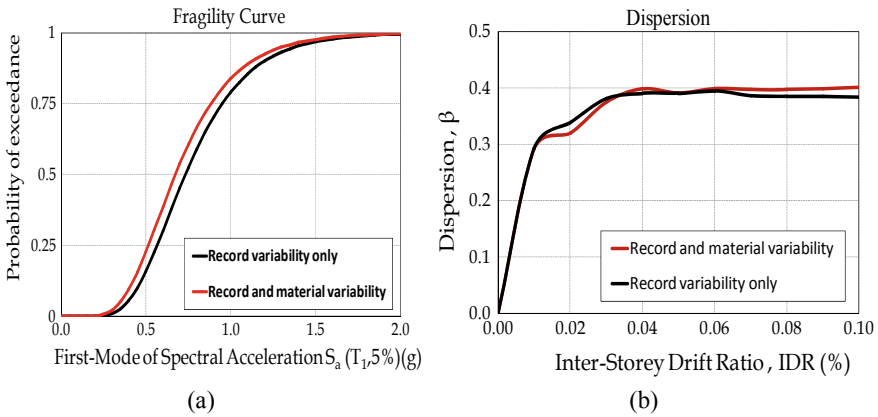 Fragility Curve
Probability of exceedance
1
0.75
0.5
0.25
0
0.0
0.5
1.0
1.5
2.0
Record variability only
Record and material variability
First-Mode of Spectral Acceleration Sa (T1,5%)(g)
(a)
Dispersion
Dispersion , β
0.5
0.4
0.3
0.2
0.1
0.0
0.00
0.02
0.04
0.06
0.08
0.10
Record and material variability
Record variability only
Inter-Storey Drift Ratio , IDR (%)
(b)